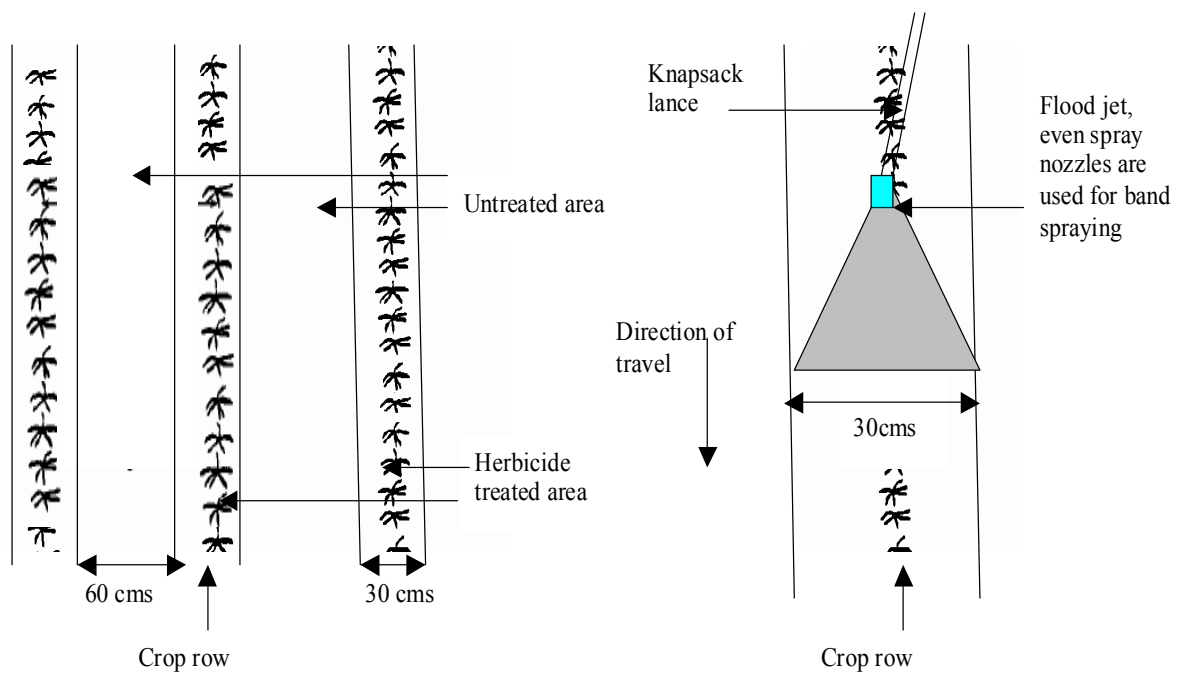 Untreated area
Herbicide
treated area
60 cms
30 cms
Crop row
Knapsack
lance
Flood jet,
even spray
nozzles are
used for band
spraying
Direction of
travel
30cms
Crop row